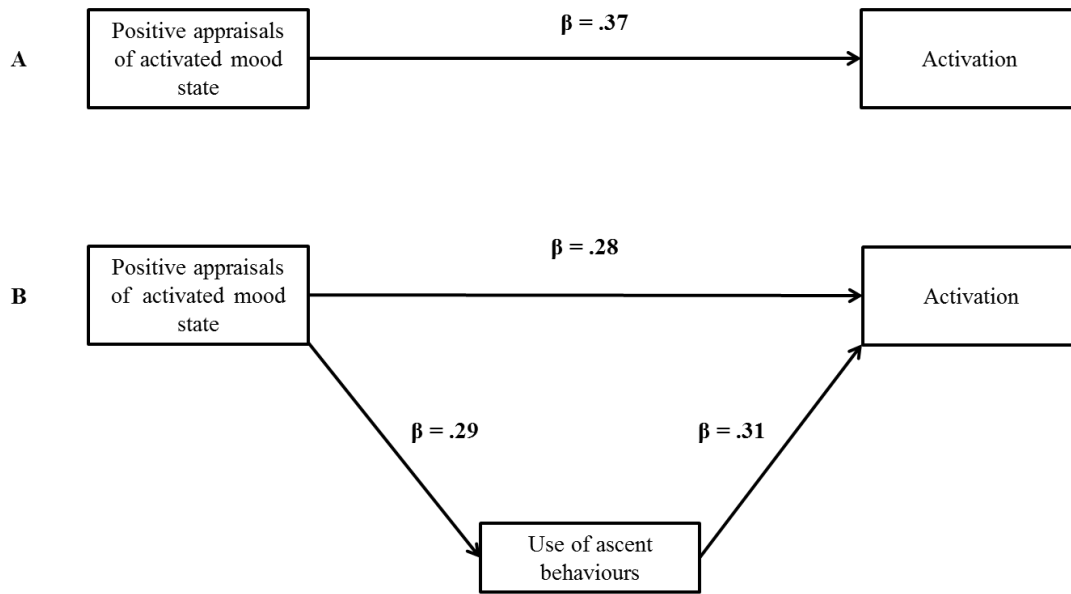 β = .37
A
Positive appraisals
of activated mood
state
Activation
β = .28
B
Positive appraisals
of activated mood
state
Activation
β = .29
β = .31
Use of ascent
behaviours